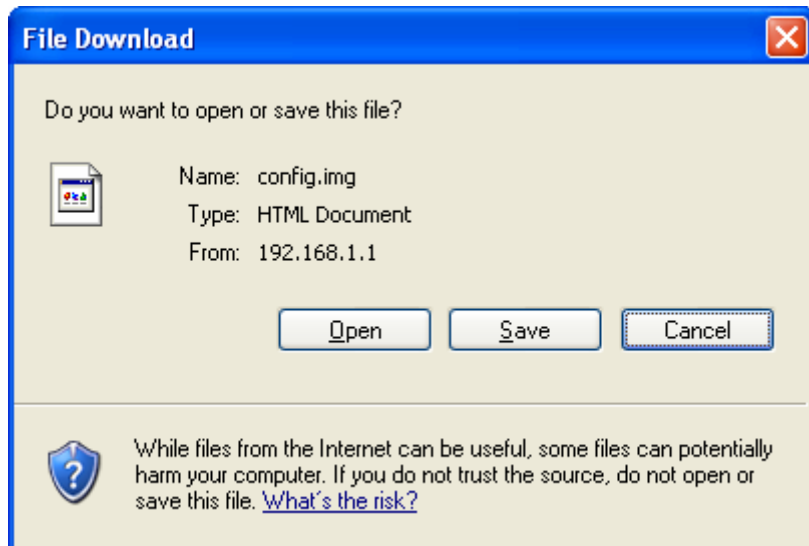 File Download
Do you want to open or save this file?
Name: config.img
Type: HTML Document
From: 192.168.1.1
Open Save Cancel
While files from the Internet can be useful, some files can potentially
harm your computer. If you do not trust the source, do not open or
save this file. What's the risk?